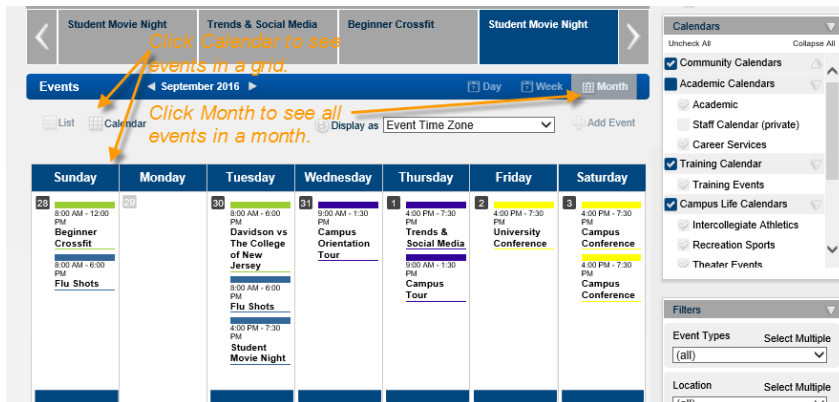 Student Movie Night
Trends & Social Media
Beginner Crossfit
Student Movie Night
Click Calendar to see
events in a grid.
Events
September 2016
Day
Week
Month
List
Calendar
Click Month to see all
events in a month.
Display as
Event Time Zone
Add Event
Sunday
Monday
Tuesday
Wednesday
Thursday
Friday
Saturday
28
8:00 AM - 12:00
PM
Beginner
Crossfit
8:00 AM - 6:00
PM
Flu Shots
29
30
8:00 AM - 6:00
PM
Davidson vs
The College
of New
Jersey
8:00 AM - 6:00
PM
Flu Shots
4:00 PM - 7:30
PM
Student
Movie Night
31
9:00 AM - 1:30
PM
Campus
Orientation
Tour
1
4:00 PM - 7:30
PM
Trends &
Social Media
9:00 AM - 1:30
PM
Campus
Tour
2
4:00 PM - 7:30
PM
University
Conference
3
4:00 PM - 7:30
PM
Campus
Conference
4:00 PM - 7:30
PM
Campus
Conference
Calendars
Uncheck All
Collapse All
Community Calendars
Academic Calendars
Academic
Staff Calendar (private)
Career Services
Training Calendar
Training Events
Campus Life Calendars
Intercollegiate Athletics
Recreation Sports
Theater Events
Filters
Event Types
Select Multiple
(all)
Location
Select Multiple
(all)